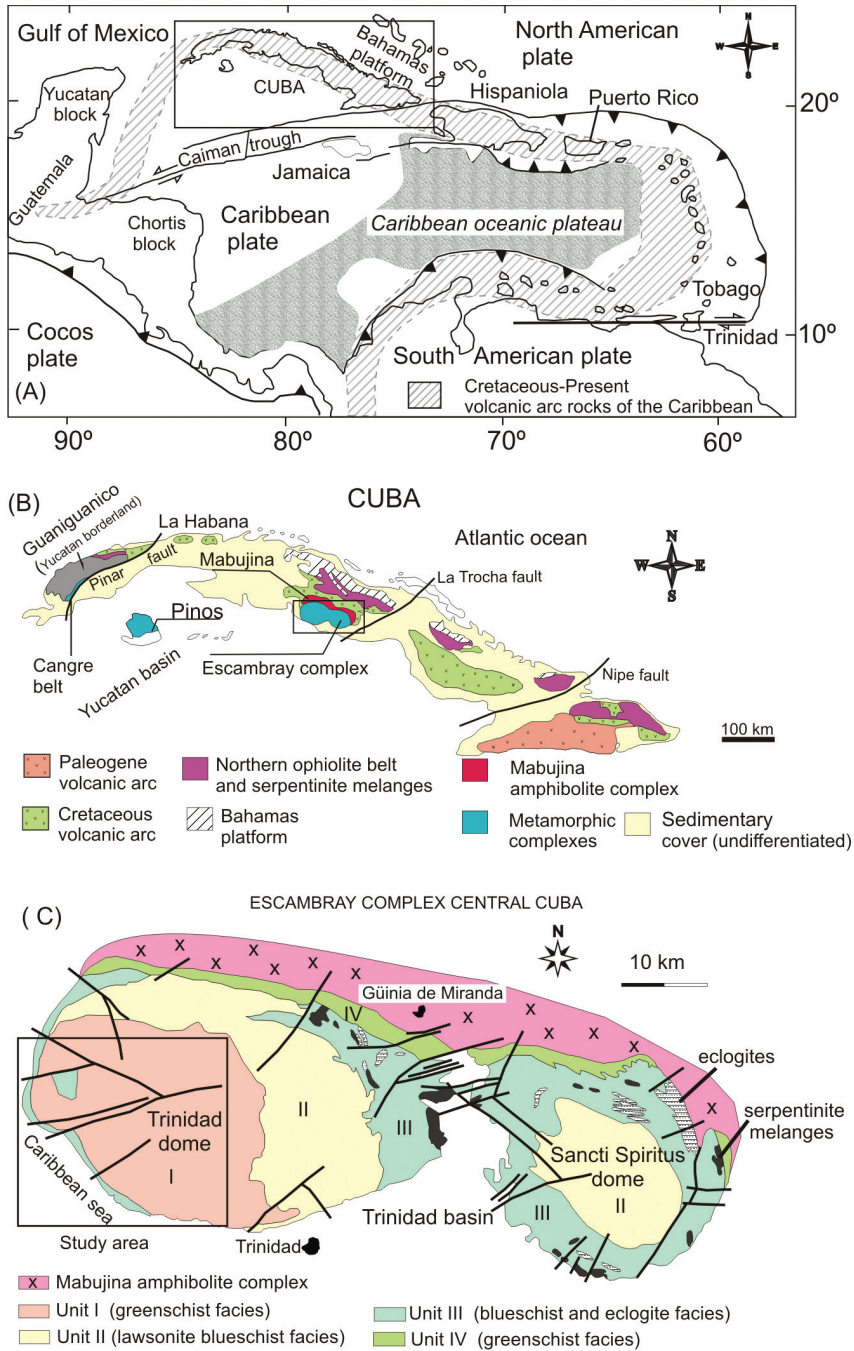 Gulf of Mexico
North American
plate
N
W E
S
Bahamas
platform
Hispaniola
Puerto Rico
20º
Yucatan
block
CUBA
Caiman trough
Jamaica
Guatemala
Chortis
block
Caribbean
plate
Caribbean oceanic plateau
Tobago
Trinidad
10º
Cocos
plate
South American plate
Cretaceous-Present
volcanic arc rocks of the Caribbean
(A)
90º
80º
70º
60º
(B)
CUBA
Guaniguanico
(Yucatan borderland)
La Habana
Pinar fault
Mabujina
Atlantic ocean
N
W E
S
La Trocha fault
Pinos
Cangre
belt
Yucatan basin
Escambray complex
Nipe fault
100 km
Paleogene
volcanic arc
Northern ophiolite belt
and serpentinite melanges
Mabujina
amphibolite complex
Cretaceous
volcanic arc
Bahamas
platform
Metamorphic
complexes
Sedimentary
cover (undifferentiated)
( C)
ESCAMBRAY COMPLEX CENTRAL CUBA
N
10 km
x x x x x x x
Güinia de Miranda
IV
x x x x x x
eclogites
serpentinite
melanges
II
III
Trinidad
dome
I
Caribbean sea
Sancti Spiritus
dome
II
Trinidad basin
III
Study area
Trinidad
x Mabujina amphibolite complex
Unit I (greenschist facies)
Unit III (blueschist and eclogite facies)
Unit II (lawsonite blueschist facies)
Unit IV (greenschist facies)